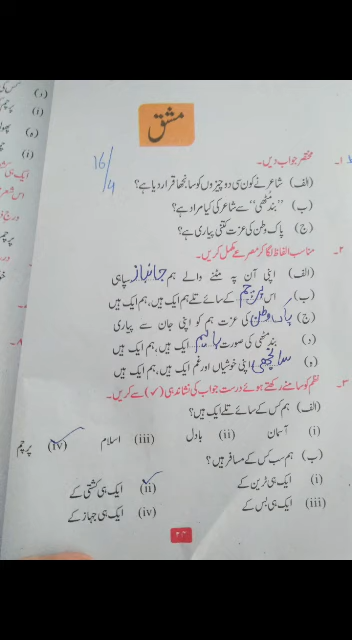 مشق
16/4
۱۔ مختصر جواب دیں۔
(الف) شاعر نے کون سی دو چیزوں کو سانجھا قرار دیا ہے؟
(ب) "بند مُٹھی" سے شاعر کی کیا مراد ہے؟
(ج) پاک وطن کی عزت کتنی پیاری ہے؟
۲۔ مناسب الفاظ لگا کر مصرعے مکمل کریں۔
(الف) اپنی آن پہ مٹنے والے ہم جانباز سپاہی
(ب) اس پرچم کے سائے تلے ہم ایک ہیں، ہم ایک ہیں
(ج) پاک وطن کی عزت ہم کو اپنی جان سے پیاری
(د) بند مٹھی کی صورت ایک ہیں، ہم ایک ہیں
(ہ) سانجھی اپنی خوشیاں اور غم ایک ہیں، ہم ایک ہیں
۳۔ نظم کو سامنے رکھتے ہوئے درست جواب کی نشاندہی (✓) سے کریں۔
(الف) ہم کس کے سائے تلے ایک ہیں؟
(i) آسمان (ii) بادل (iii) اسلام (iv) پرچم
(ب) ہم سب کس کے مسافر ہیں؟
(i) ایک ہی ٹرین کے (ii) ایک ہی کشتی کے
(iii) ایک ہی بس کے (iv) ایک ہی جہاز کے